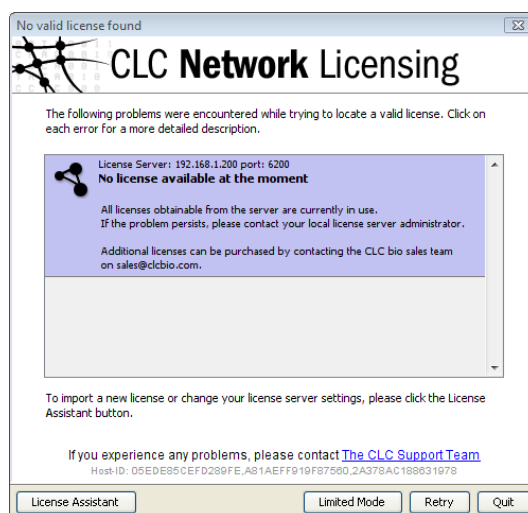 No valid license found
CLC Network Licensing
The following problems were encountered while trying to locate a valid license. Click on
each error for a more detailed description.
License Server: 192.168.1.200 port: 6200
No license available at the moment
All licenses obtainable from the server are currently in use.
If the problem persists, please contact your local license server administrator.
Additional licenses can be purchased by contacting the CLC bio sales team
on sales@clcbio.com.
To import a new license or change your license server settings, please click the License
Assistant button.
If you experience any problems, please contact The CLC Support Team
Host-ID: 05EDE85CEFD289FE,A81AEFF919F87560,2A378AC188631978
License Assistant
Limited Mode
Retry
Quit